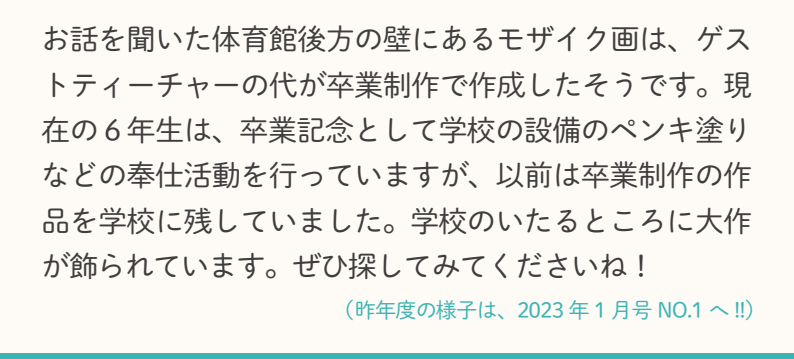 お話を聞いた体育館後方の壁にあるモザイク画は、ゲス
トティーチャーの代が卒業制作で作成したそうです。現
在の６年生は、卒業記念として学校の設備のペンキ塗り
などの奉仕活動を行っていますが、以前は卒業制作の作
品を学校に残していました。学校のいたるところに大作
が飾られています。ぜひ探してみてくださいね！
（昨年度の様子は、2023 年 1 月号 NO.1 へ !!）